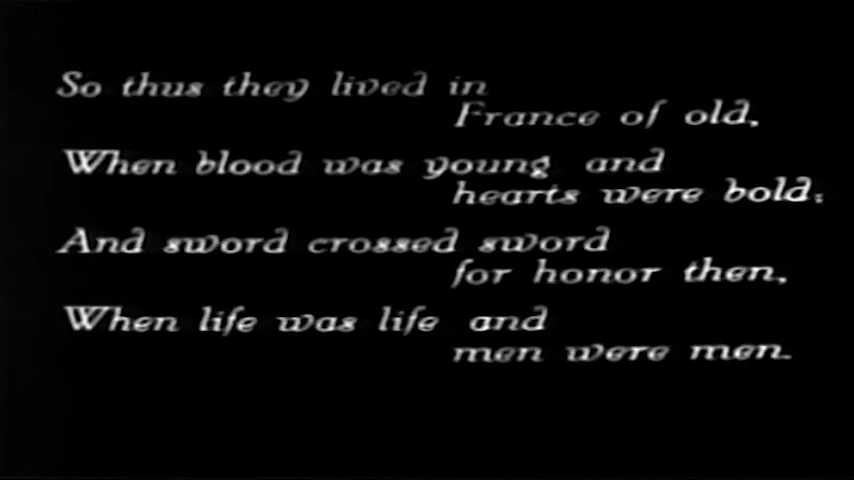 So thus they lived in
France of old,
When blood was young and
hearts were bold;
And sword crossed sword
for honor then,
When life was life and
men were men.